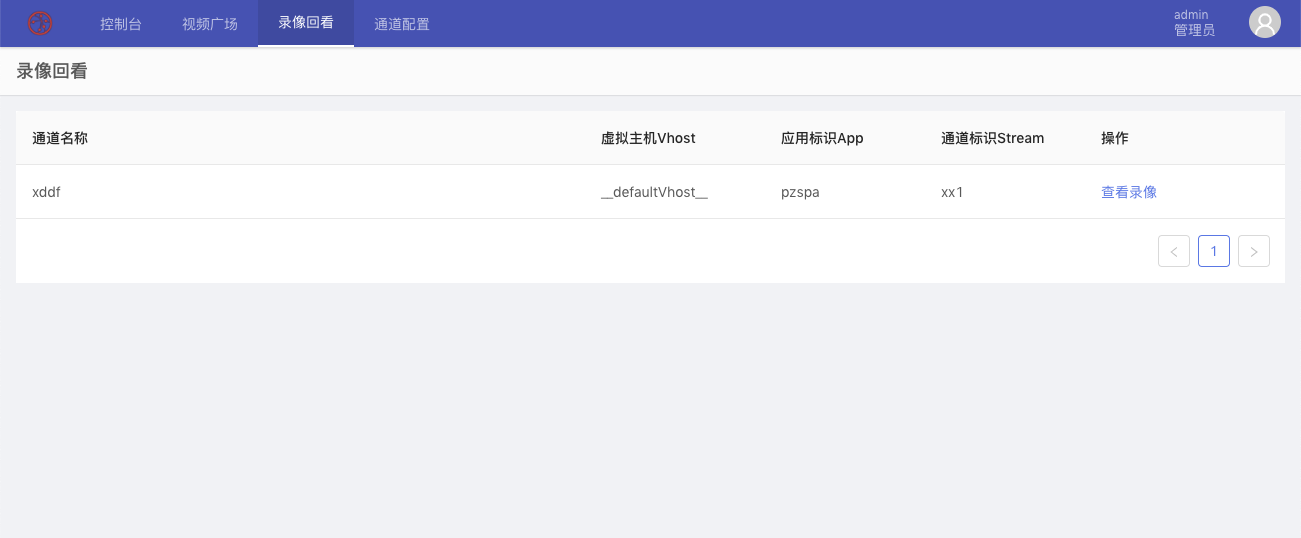 控制台 视频广场 录像回看 通道配置 admin
管理员
录像回看
通道名称 虚拟主机Vhost 应用标识App 通道标识Stream 操作
xddf __defaultVhost__ pzspa xx1 查看录像
< 1 >